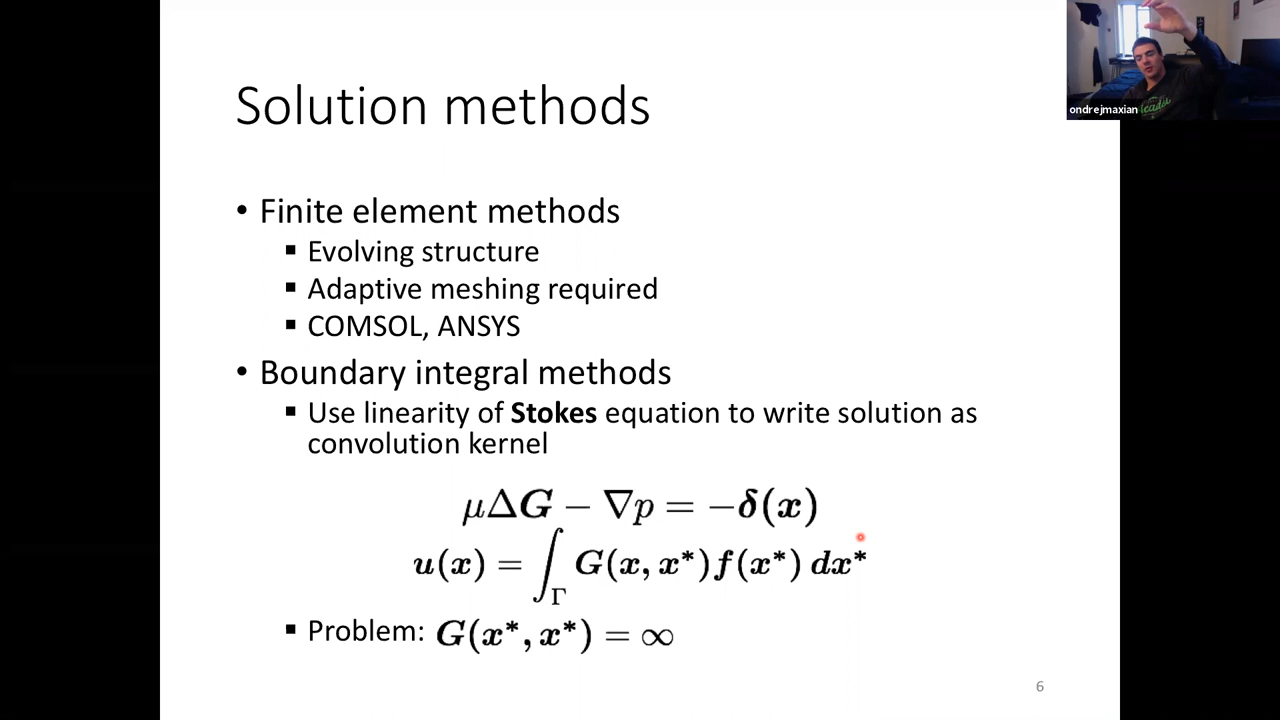 Solution methods
ondrejmaxian
• Finite element methods
▪ Evolving structure
▪ Adaptive meshing required
▪ COMSOL, ANSYS
• Boundary integral methods
▪ Use linearity of Stokes equation to write solution as
convolution kernel
μΔG − ∇p = −δ(x)
u(x) = ∫_Γ G(x, x*) f(x*) dx*
▪ Problem: G(x*, x*) = ∞
6